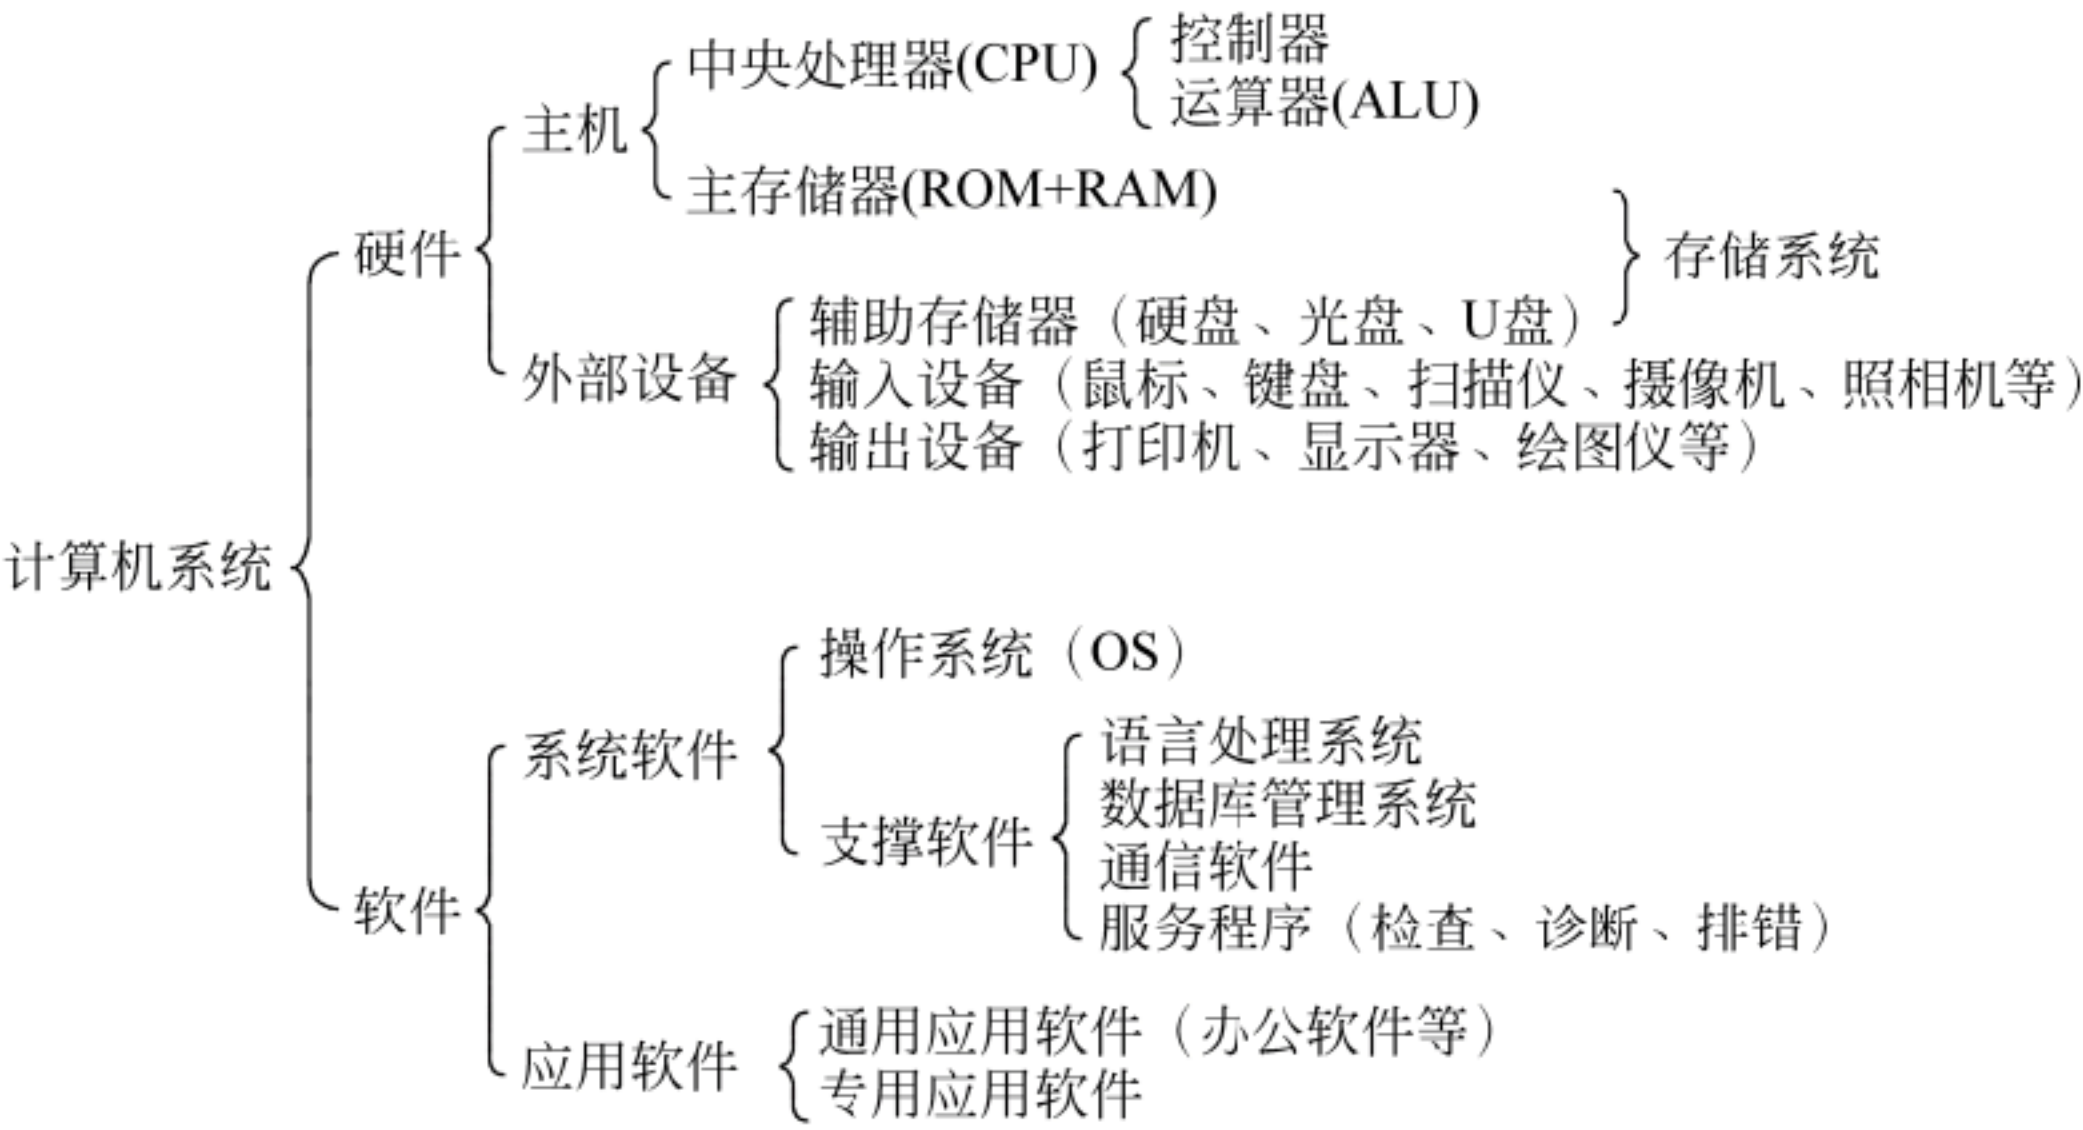 中央处理器(CPU)
控制器
运算器(ALU)
主机
主存储器(ROM+RAM)
硬件
存储系统
外部设备
辅助存储器（硬盘、光盘、U盘）
输入设备（鼠标、键盘、扫描仪、摄像机、照相机等）
输出设备（打印机、显示器、绘图仪等）
计算机系统
操作系统（OS）
系统软件
语言处理系统
数据库管理系统
支撑软件
通信软件
服务程序（检查、诊断、排错）
软件
通用应用软件（办公软件等）
应用软件
专用应用软件